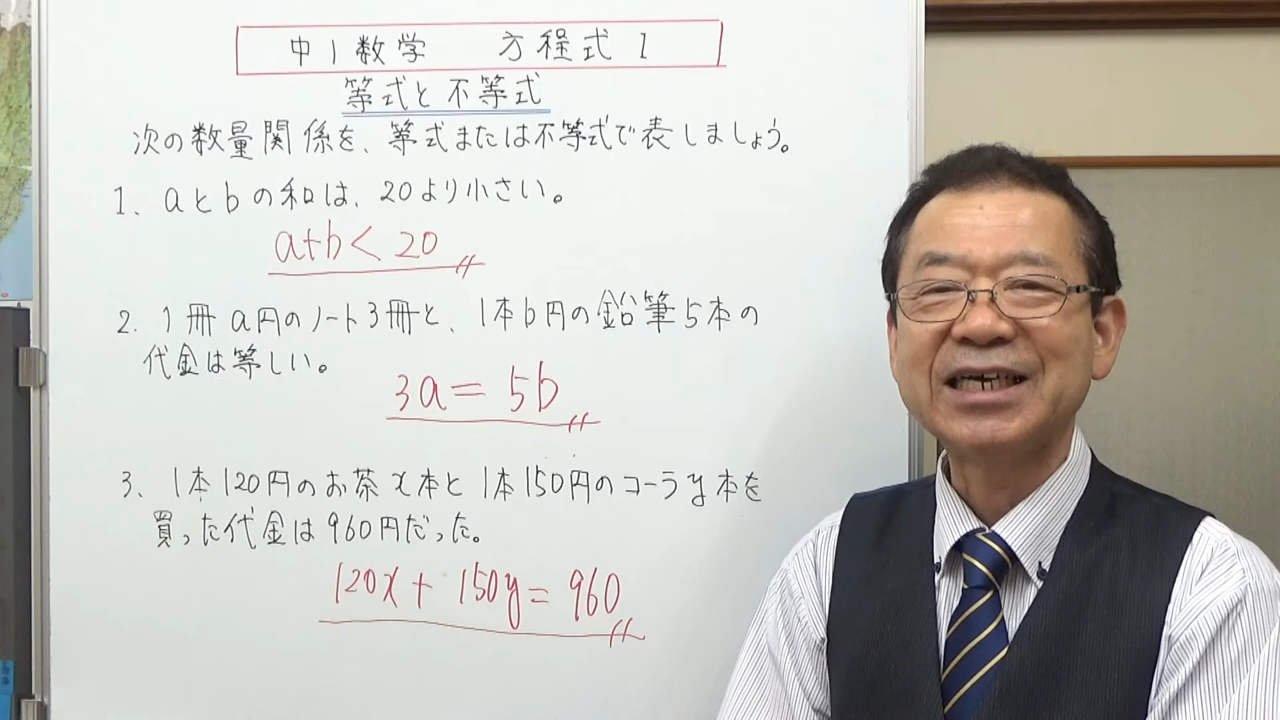 中1数学 方程式1
等式と不等式
次の数量関係を、等式または不等式で表しましょう。
1. aとbの和は、20より小さい。
a+b<20
2. 1冊a円のノート3冊と、1本b円の鉛筆5本の
代金は等しい。
3a=5b
3、1本120円のお茶x本と1本150円のコーラy本を
買った代金は960円だった。
120x+150y=960